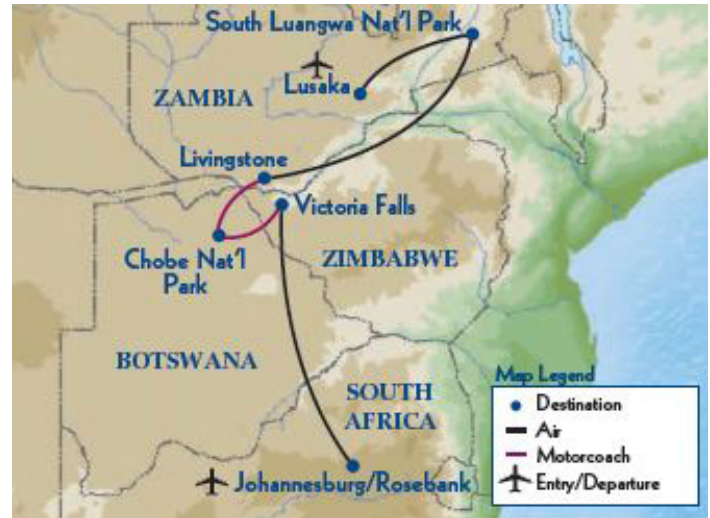 South Luangwa Nat'l Park
Lusaka
ZAMBIA
Livingstone
Victoria Falls
Chobe Nat'l
Park
ZIMBABWE
BOTSWANA
SOUTH
AFRICA
Johannesburg/Rosebank
Map Legend
Destination
Air
Motorcoach
Entry/Departure